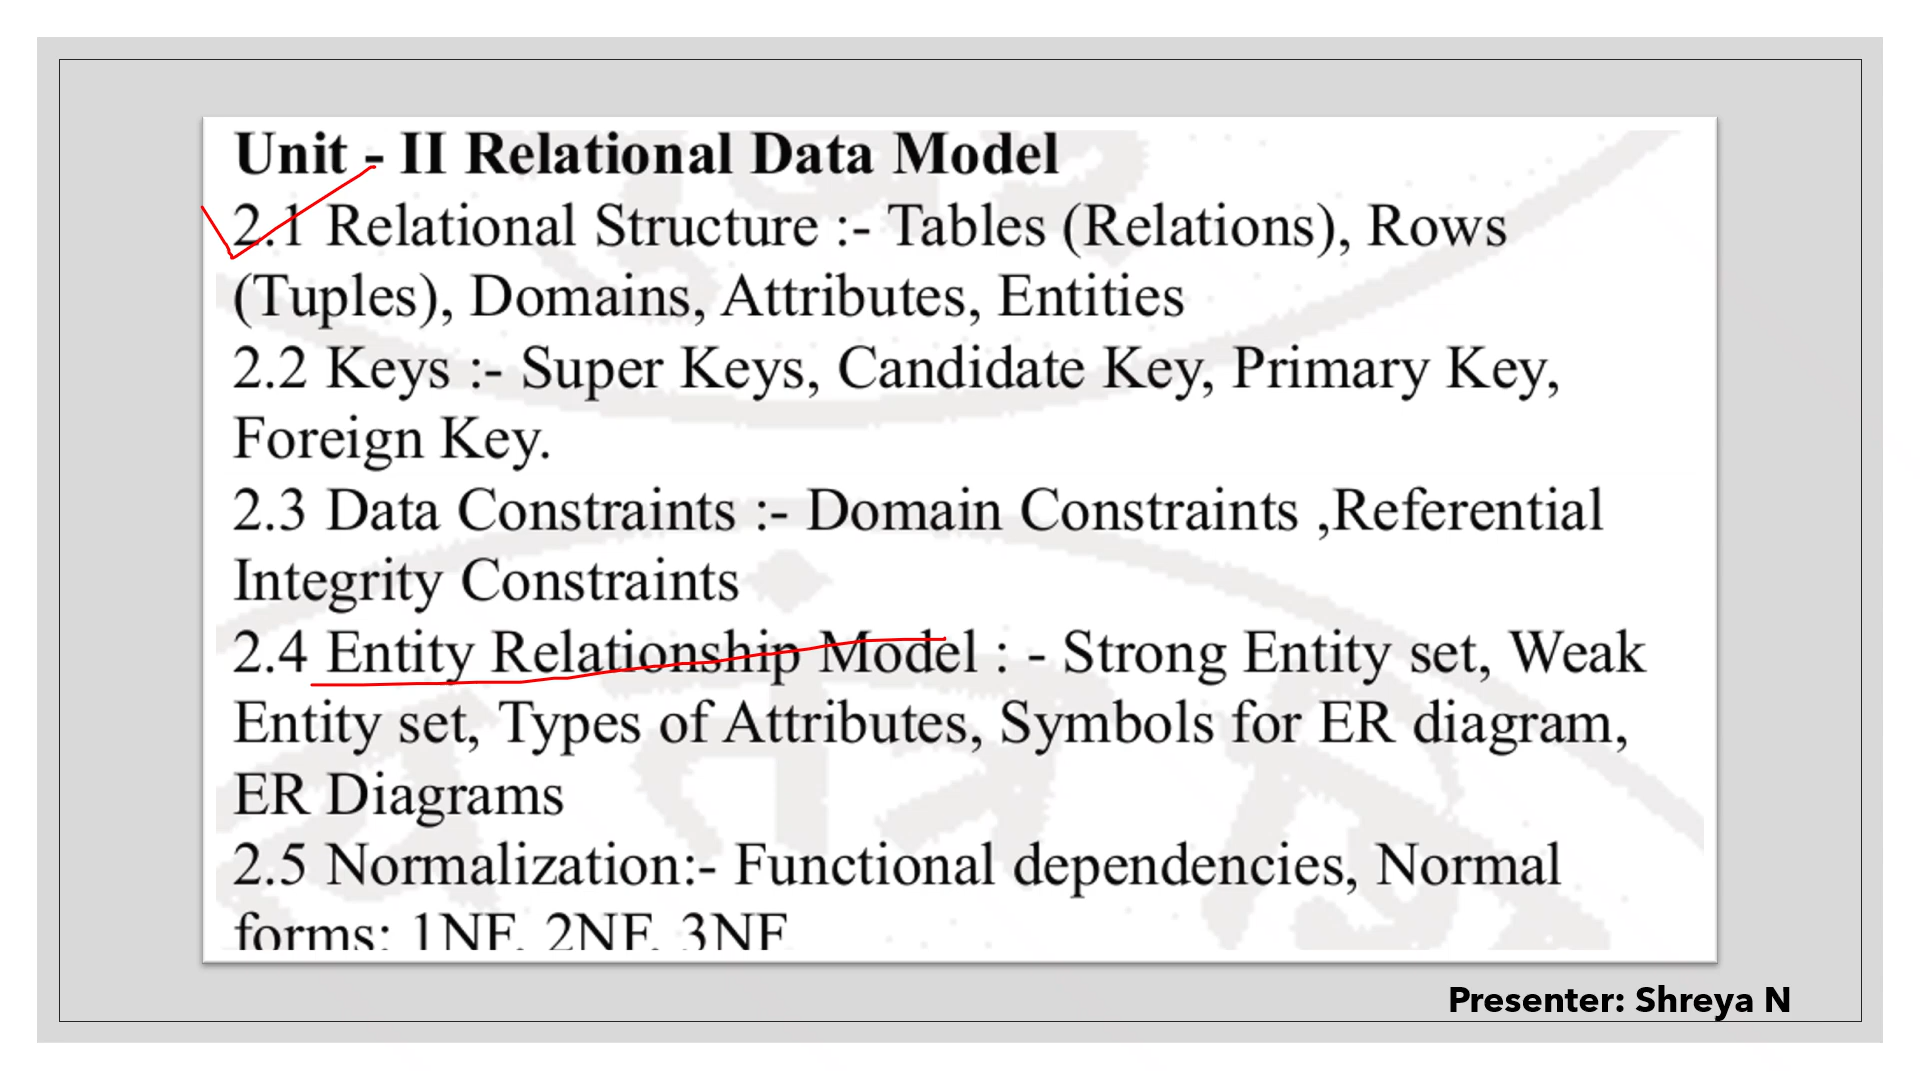 Unit - II Relational Data Model
2.1 Relational Structure :- Tables (Relations), Rows
(Tuples), Domains, Attributes, Entities
2.2 Keys :- Super Keys, Candidate Key, Primary Key,
Foreign Key.
2.3 Data Constraints :- Domain Constraints ,Referential
Integrity Constraints
2.4 Entity Relationship Model : - Strong Entity set, Weak
Entity set, Types of Attributes, Symbols for ER diagram,
ER Diagrams
2.5 Normalization:- Functional dependencies, Normal
forms: 1NF, 2NF, 3NF
Presenter: Shreya N